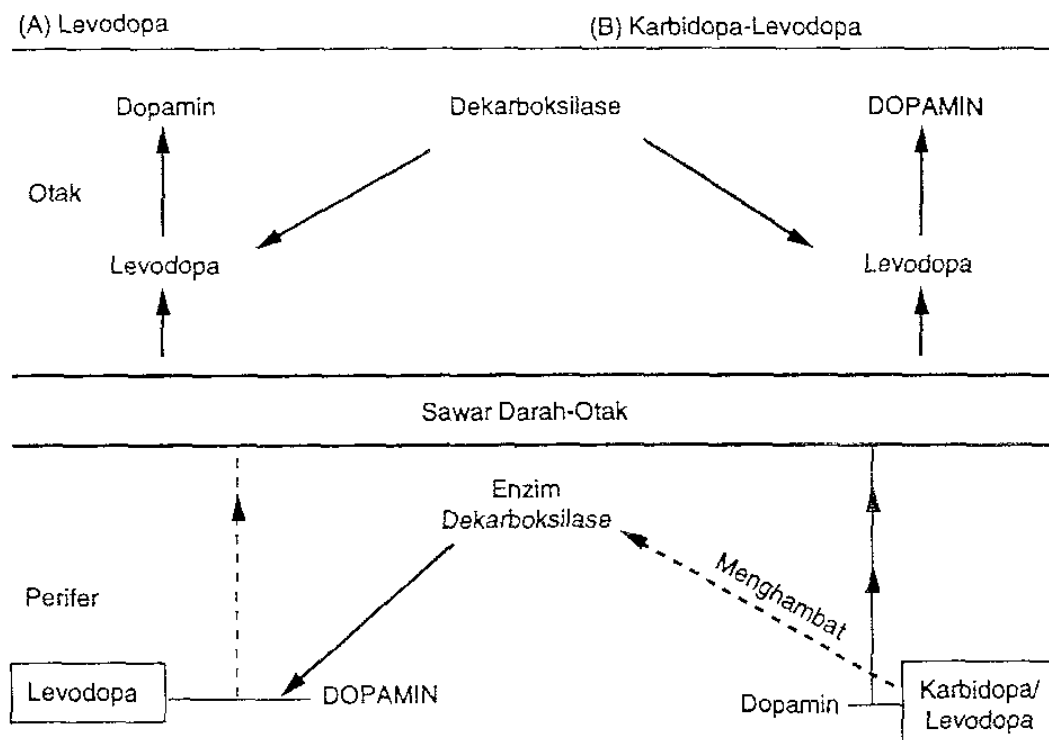 (A) Levodopa
(B) Karbidopa-Levodopa
Dopamin
Dekarboksilase
DOPAMIN
Otak
Levodopa
Levodopa
Sawar Darah-Otak
Enzim
Dekarboksilase
Menghambat
Perifer
Levodopa
DOPAMIN
Dopamin
Karbidopa/
Levodopa